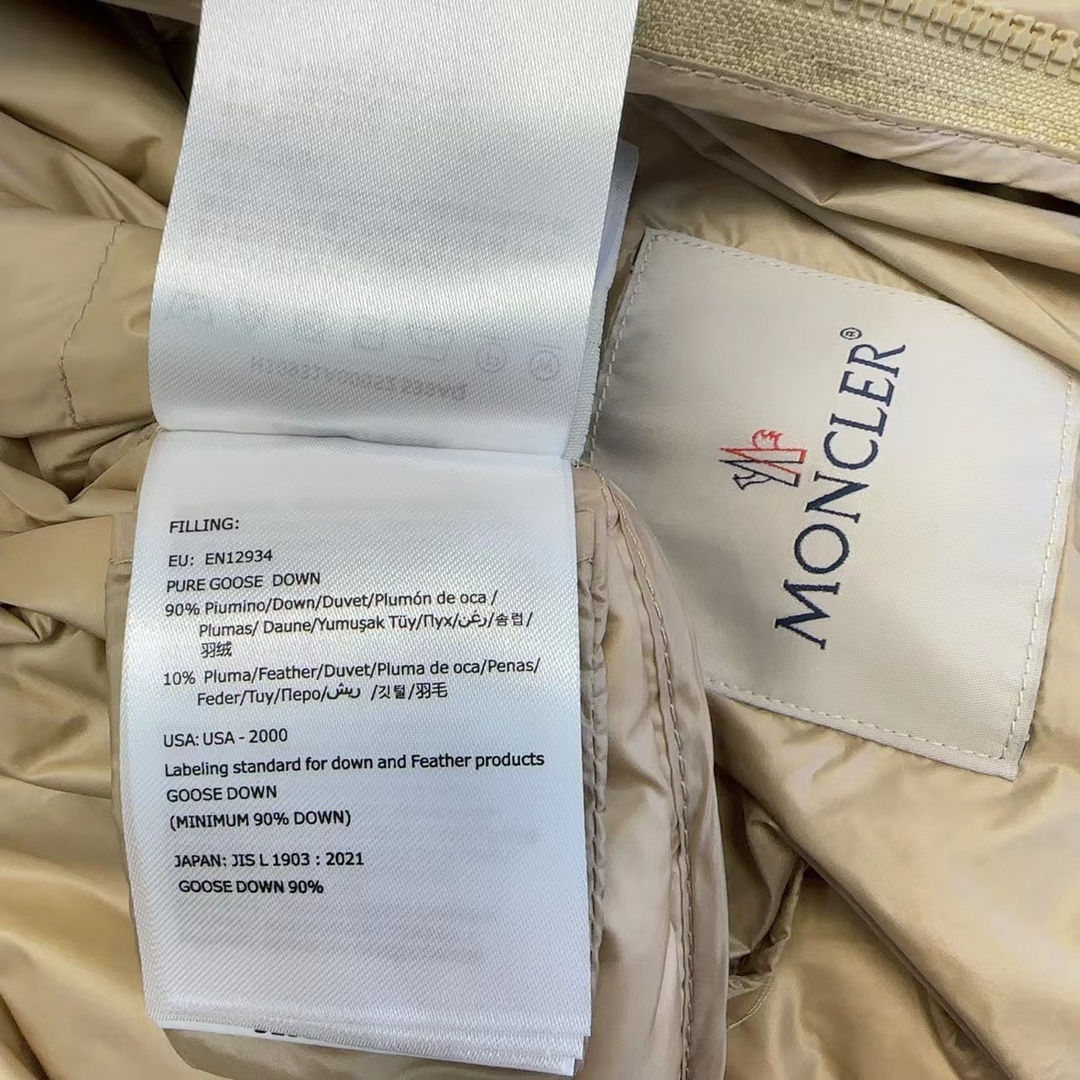 FILLING:
EU: EN12934
PURE GOOSE DOWN
90% Piumino/Down/Duvet/Plumón de oca /
Plumas/ Daune/Yumuşak Tüy/Пух/رغن/솜털/
羽绒
10% Pluma/Feather/Duvet/Pluma de oca/Penas/
Feder/Tuy/Перо/ريش /깃털/羽毛
USA: USA - 2000
Labeling standard for down and Feather products
GOOSE DOWN
(MINIMUM 90% DOWN)
JAPAN: JIS L 1903 : 2021
GOOSE DOWN 90%
MONCLER®